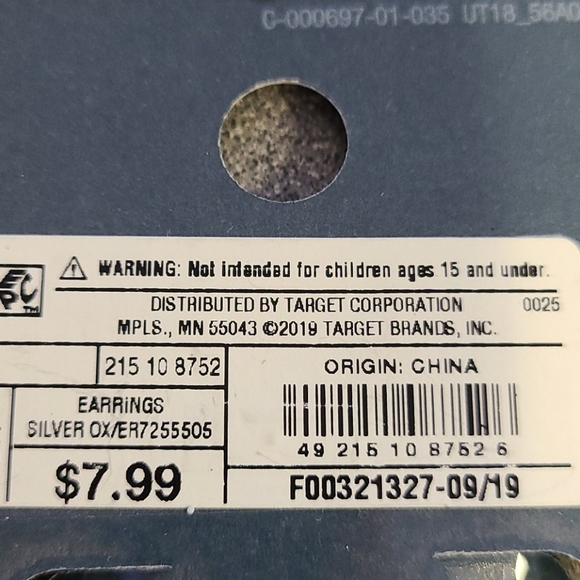 C-000697-01-035 UT18_56A0
EPC™
WARNING: Not intended for children ages 15 and under.
DISTRIBUTED BY TARGET CORPORATION 0025
MPLS., MN 55043 ©2019 TARGET BRANDS, INC.
215 10 8752
ORIGIN: CHINA
EARRINGS
SILVER OX/ER7255505
49 215 10 8752 6
$7.99
F00321327-09/19